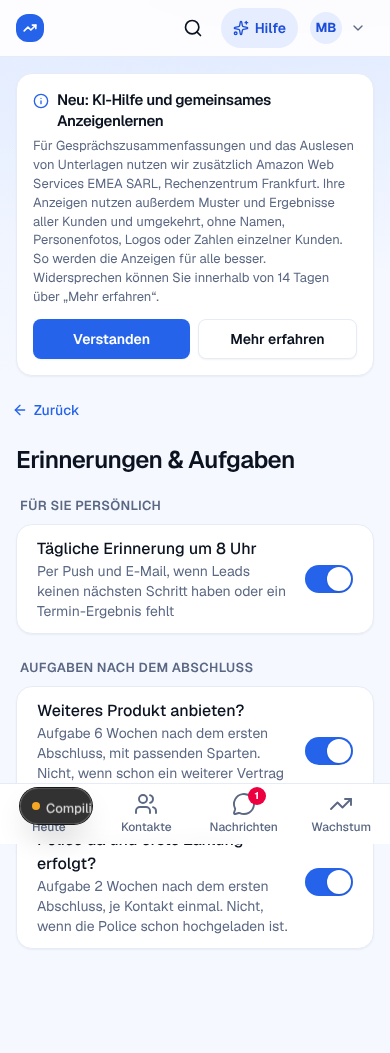 Hilfe
MB
Neu: KI-Hilfe und gemeinsames
Anzeigenlernen
Für Gesprächszusammenfassungen und das Auslesen
von Unterlagen nutzen wir zusätzlich Amazon Web
Services EMEA SARL, Rechenzentrum Frankfurt. Ihre
Anzeigen nutzen außerdem Muster und Ergebnisse
aller Kunden und umgekehrt, ohne Namen,
Personenfotos, Logos oder Zahlen einzelner Kunden.
So werden die Anzeigen für alle besser.
Widersprechen können Sie innerhalb von 14 Tagen
über „Mehr erfahren“.
Verstanden
Mehr erfahren
Zurück
Erinnerungen & Aufgaben
FÜR SIE PERSÖNLICH
Tägliche Erinnerung um 8 Uhr
Per Push und E-Mail, wenn Leads
keinen nächsten Schritt haben oder ein
Termin-Ergebnis fehlt
AUFGABEN NACH DEM ABSCHLUSS
Weiteres Produkt anbieten?
Aufgabe 6 Wochen nach dem ersten
Abschluss, mit passenden Sparten.
Nicht, wenn schon ein weiterer Vertrag
Compili
1
Heute
Kontakte
Nachrichten
Wachstum
Police da und erste Zahlung
erfolgt?
Aufgabe 2 Wochen nach dem ersten
Abschluss, je Kontakt einmal. Nicht,
wenn die Police schon hochgeladen ist.